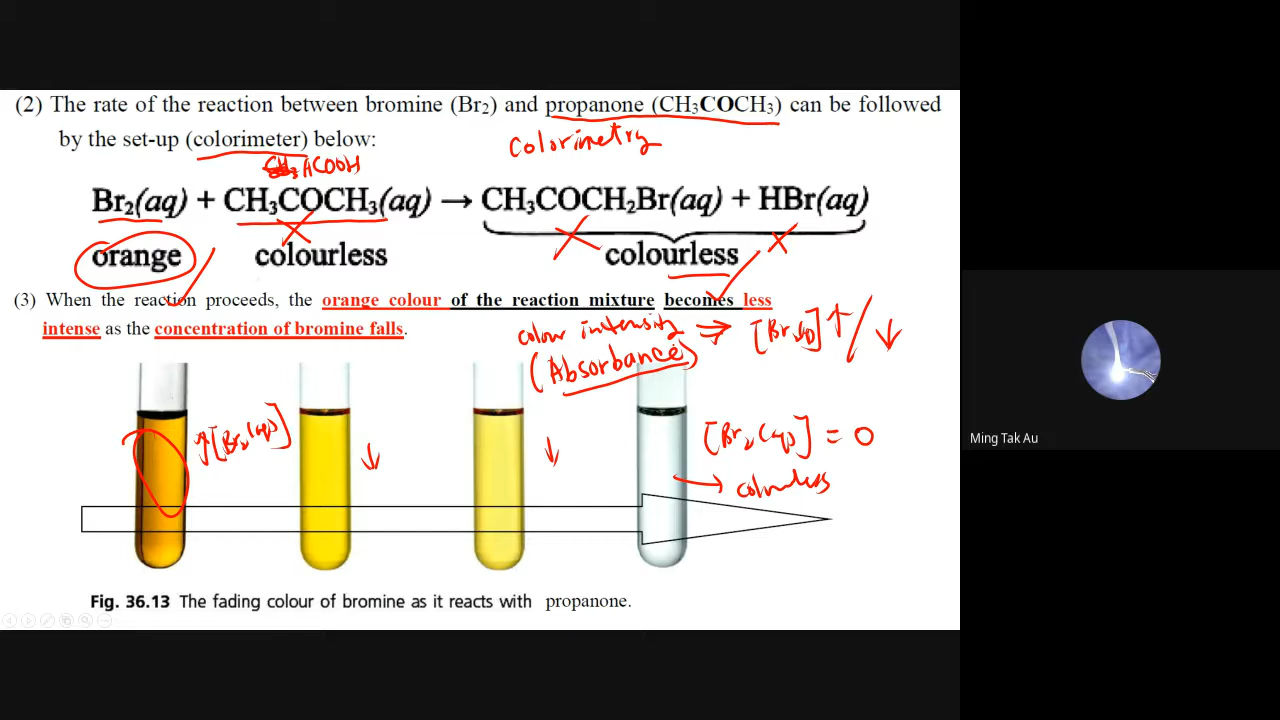 (2) The rate of the reaction between bromine (Br₂) and propanone (CH₃COCH₃) can be followed
by the set-up (colorimeter) below:
colorimetry
Br₂(aq) + CH₃COCH₃(aq) → CH₃COCH₂Br(aq) + HBr(aq)
orange colourless colourless
(3) When the reaction proceeds, the orange colour of the reaction mixture becomes less
intense as the concentration of bromine falls.
colour intensity ⇒ [Br₂] ↑/↓
(Absorbance)
↑[Br₂(aq)] ↓ ↓ [Br₂(aq)] = 0
→ colourless
Fig. 36.13 The fading colour of bromine as it reacts with propanone.
Ming Tak Au